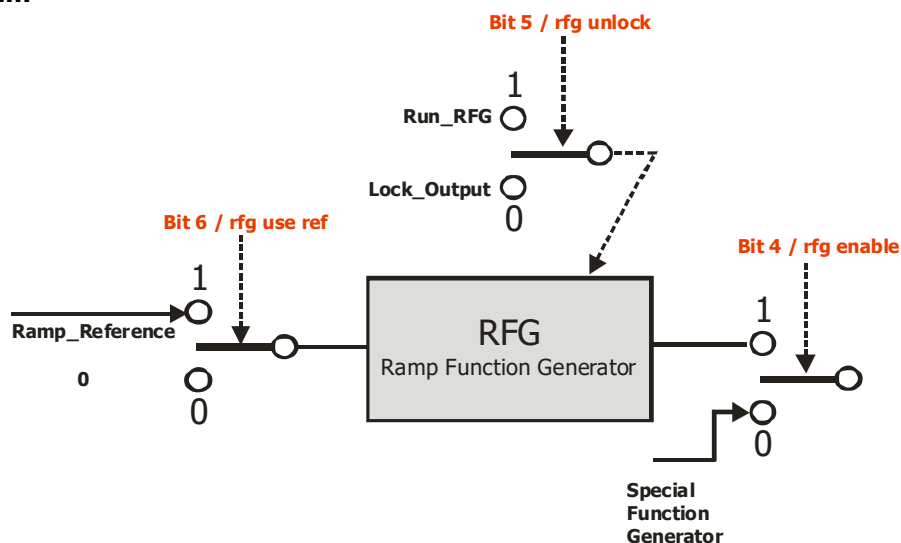 Bit 5 / rfg unlock
1
Run_RFG
Lock_Output
0
Bit 6 / rfg use ref
1
Ramp_Reference
0
0
RFG
Ramp Function Generator
Bit 4 / rfg enable
1
0
Special
Function
Generator